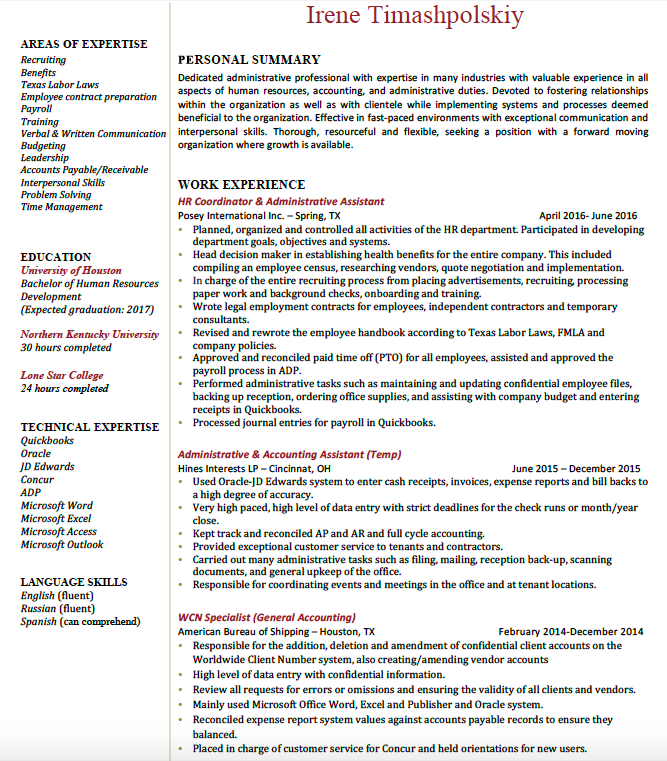 Irene Timashpolskiy
AREAS OF EXPERTISE
Recruiting
Benefits
Texas Labor Laws
Employee contract preparation
Payroll
Training
Verbal & Written Communication
Budgeting
Leadership
Accounts Payable/Receivable
Interpersonal Skills
Problem Solving
Time Management
EDUCATION
University of Houston
Bachelor of Human Resources
Development
(Expected graduation: 2017)
Northern Kentucky University
30 hours completed
Lone Star College
24 hours completed
TECHNICAL EXPERTISE
Quickbooks
Oracle
JD Edwards
Concur
ADP
Microsoft Word
Microsoft Excel
Microsoft Access
Microsoft Outlook
LANGUAGE SKILLS
English (fluent)
Russian (fluent)
Spanish (can comprehend)
PERSONAL SUMMARY
Dedicated administrative professional with expertise in many industries with valuable experience in all
aspects of human resources, accounting, and administrative duties. Devoted to fostering relationships
within the organization as well as with clientele while implementing systems and processes deemed
beneficial to the organization. Effective in fast-paced environments with exceptional communication and
interpersonal skills. Thorough, resourceful and flexible, seeking a position with a forward moving
organization where growth is available.
WORK EXPERIENCE
HR Coordinator & Administrative Assistant
Posey International Inc. – Spring, TX April 2016- June 2016
• Planned, organized and controlled all activities of the HR department. Participated in developing
department goals, objectives and systems.
• Head decision maker in establishing health benefits for the entire company. This included
compiling an employee census, researching vendors, quote negotiation and implementation.
• In charge of the entire recruiting process from placing advertisements, recruiting, processing
paper work and background checks, onboarding and training.
• Wrote legal employment contracts for employees, independent contractors and temporary
consultants.
• Revised and rewrote the employee handbook according to Texas Labor Laws, FMLA and
company policies.
• Approved and reconciled paid time off (PTO) for all employees, assisted and approved the
payroll process in ADP.
• Performed administrative tasks such as maintaining and updating confidential employee files,
backing up reception, ordering office supplies, and assisting with company budget and entering
receipts in Quickbooks.
• Processed journal entries for payroll in Quickbooks.
Administrative & Accounting Assistant (Temp)
Hines Interests LP – Cincinnat, OH June 2015 – December 2015
• Used Oracle-JD Edwards system to enter cash receipts, invoices, expense reports and bill backs to
a high degree of accuracy.
• Very high paced, high level of data entry with strict deadlines for the check runs or month/year
close.
• Kept track and reconciled AP and AR and full cycle accounting.
• Provided exceptional customer service to tenants and contractors.
• Carried out many administrative tasks such as filing, mailing, reception back-up, scanning
documents, and general upkeep of the office.
• Responsible for coordinating events and meetings in the office and at tenant locations.
WCN Specialist (General Accounting)
American Bureau of Shipping – Houston, TX February 2014-December 2014
• Responsible for the addition, deletion and amendment of confidential client accounts on the
Worldwide Client Number system, also creating/amending vendor accounts
• High level of data entry with confidential information.
• Review all requests for errors or omissions and ensuring the validity of all clients and vendors.
• Mainly used Microsoft Office Word, Excel and Publisher and Oracle system.
• Reconciled expense report system values against accounts payable records to ensure they
balanced.
• Placed in charge of customer service for Concur and held orientations for new users.